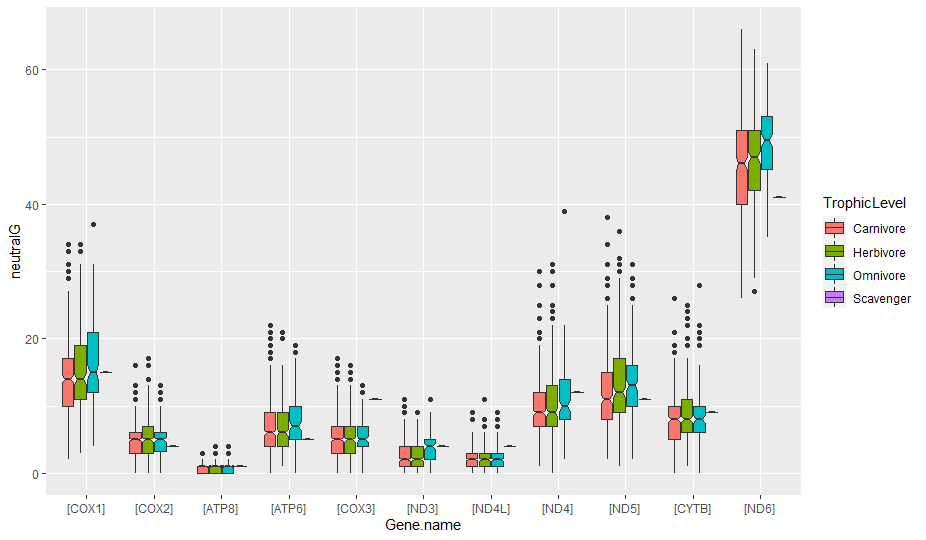 60
40
20
0
neutralG
[COX1] [COX2] [ATP8] [ATP6] [COX3] [ND3] [ND4L] [ND4] [ND5] [CYTB] [ND6]
Gene.name
TrophicLevel
Carnivore
Herbivore
Omnivore
Scavenger